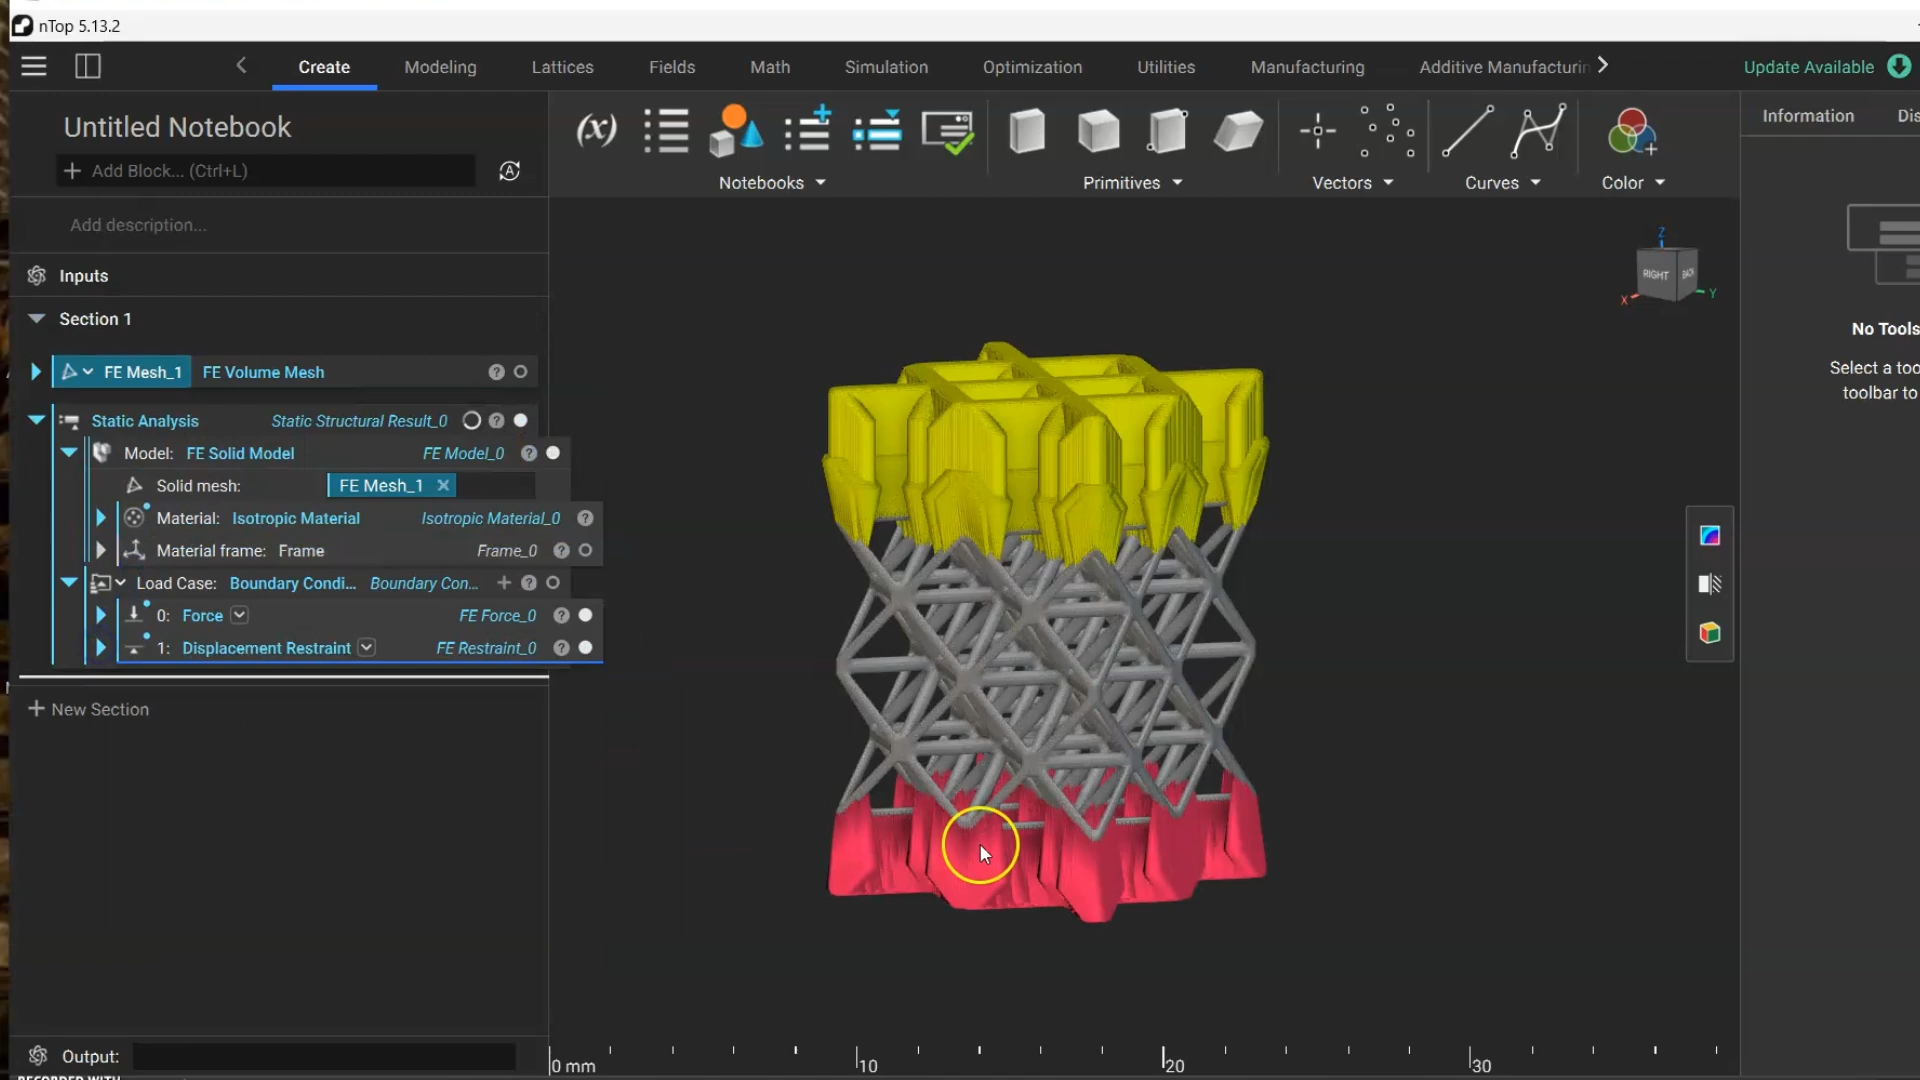 nTop 5.13.2
Create
Modeling
Lattices
Fields
Math
Simulation
Optimization
Utilities
Manufacturing
Additive Manufacturin
Update Available
Untitled Notebook
Add Block... (Ctrl+L)
(x)
Notebooks
Primitives
Vectors
Curves
Color
Information
Dis
Add description...
Inputs
Section 1
FE Mesh_1 FE Volume Mesh
Static Analysis Static Structural Result_0
Model: FE Solid Model FE Model_0
Solid mesh: FE Mesh_1
Material: Isotropic Material Isotropic Material_0
Material frame: Frame Frame_0
Load Case: Boundary Condi... Boundary Con...
0: Force FE Force_0
1: Displacement Restraint FE Restraint_0
New Section
Output:
Z
RIGHT
BACK
X
Y
No Tools
Select a too
toolbar to
0 mm
10
20
30
RECORDED WITH